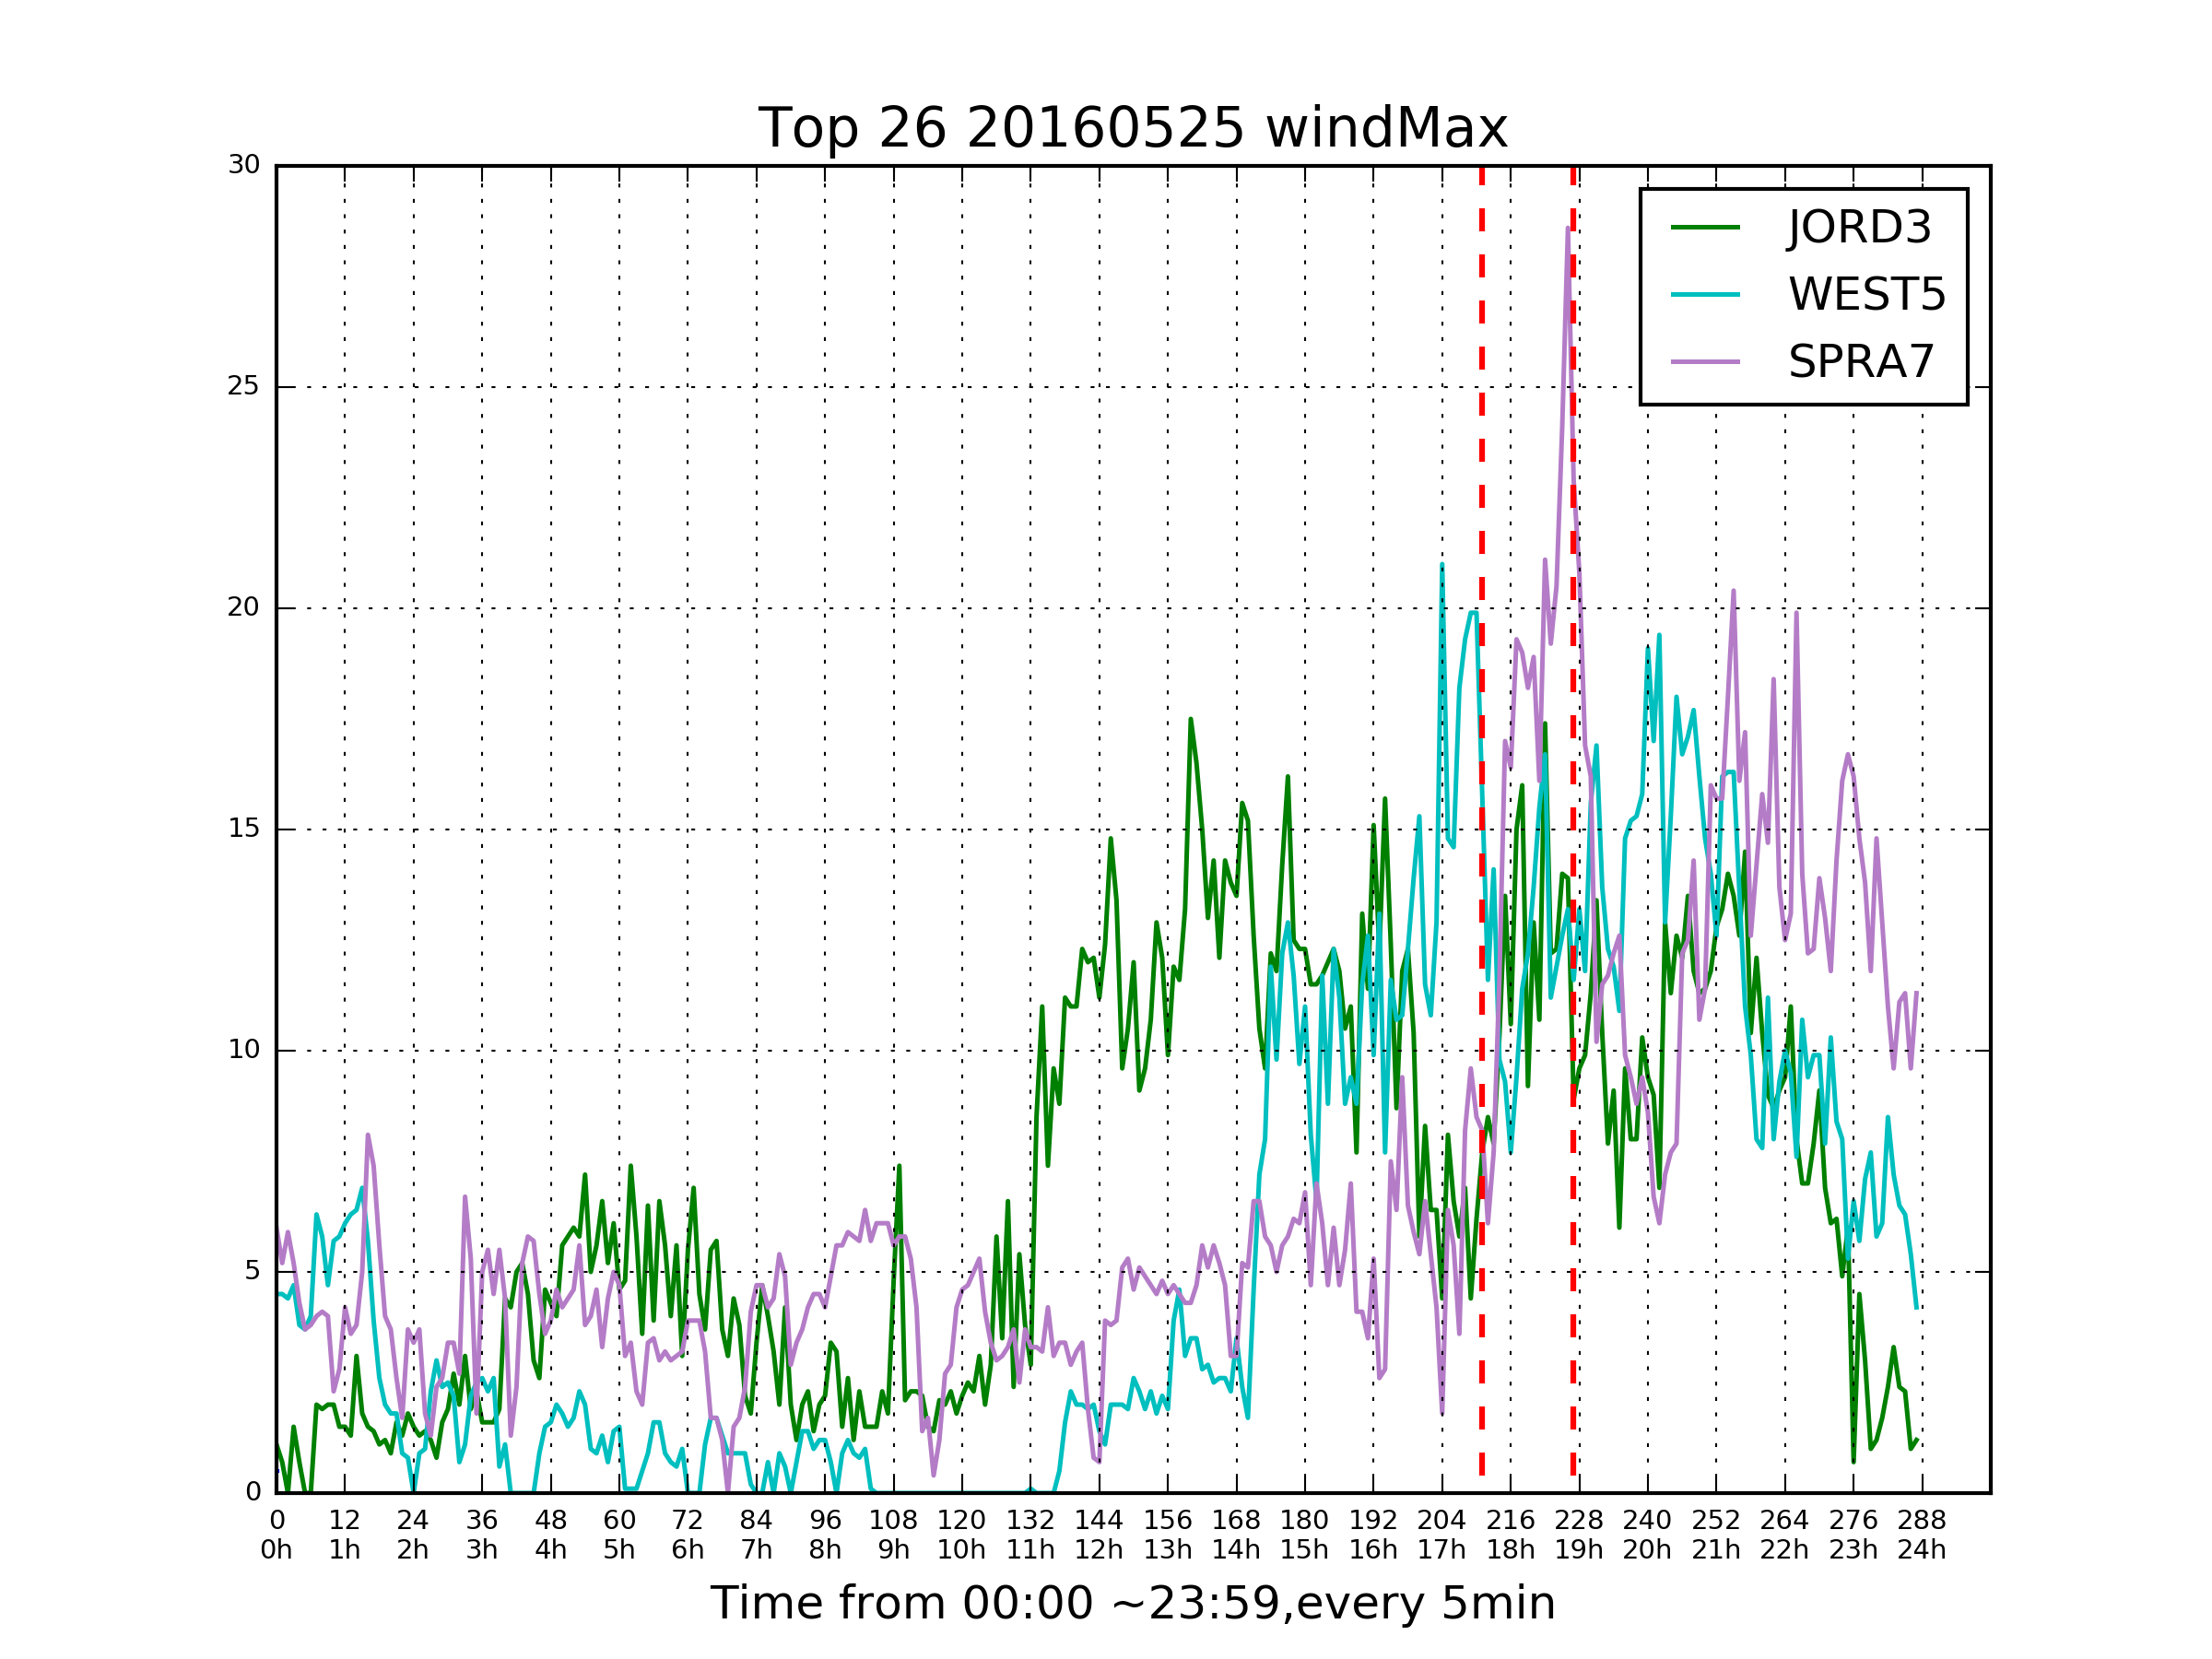 Top 26 20160525 windMax
30
25
20
15
10
5
0
JORD3
WEST5
SPRA7
0 12 24 36 48 60 72 84 96 108 120 132 144 156 168 180 192 204 216 228 240 252 264 276 288
0h 1h 2h 3h 4h 5h 6h 7h 8h 9h 10h 11h 12h 13h 14h 15h 16h 17h 18h 19h 20h 21h 22h 23h 24h
Time from 00:00 ~23:59,every 5min